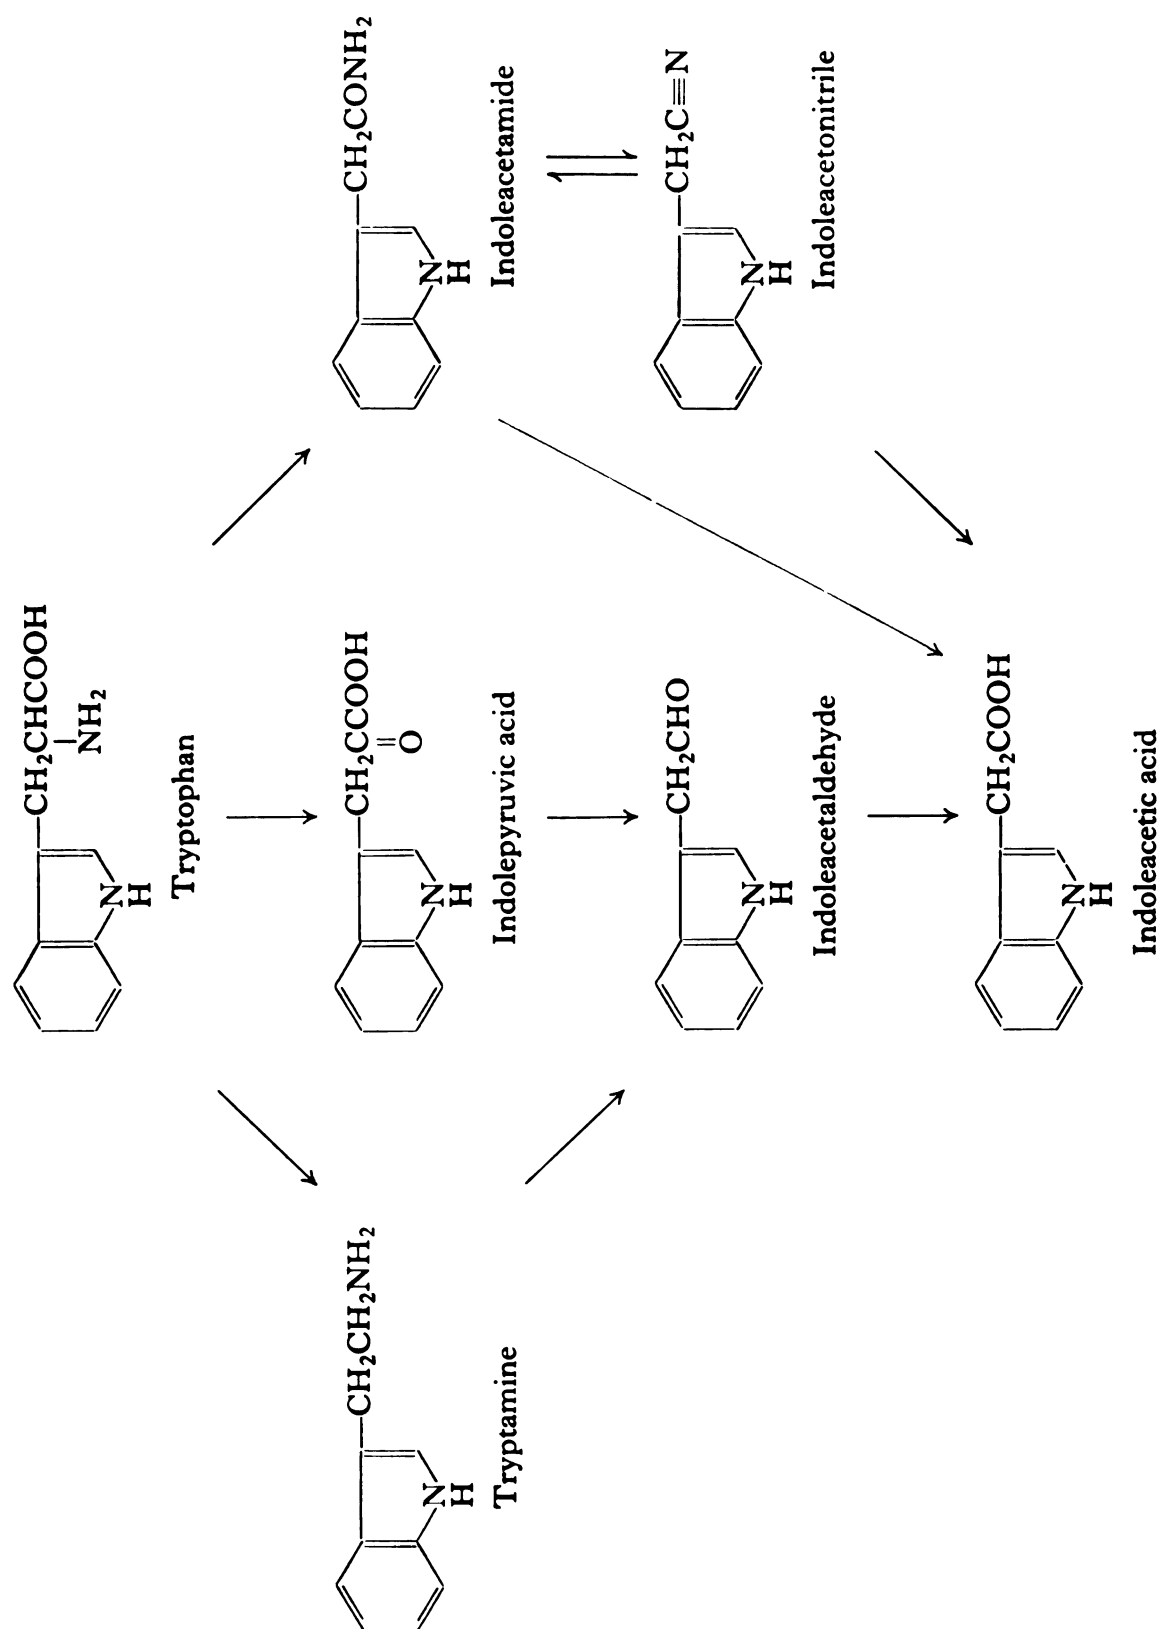 CH2CHCOOH
NH2
N
H
Tryptophan
CH2CH2NH2
N
H
Tryptamine
CH2CCOOH
O
N
H
Indolepyruvic acid
CH2CONH2
N
H
Indoleacetamide
CH2CHO
N
H
Indoleacetaldehyde
CH2C≡N
N
H
Indoleacetonitrile
CH2COOH
N
H
Indoleacetic acid